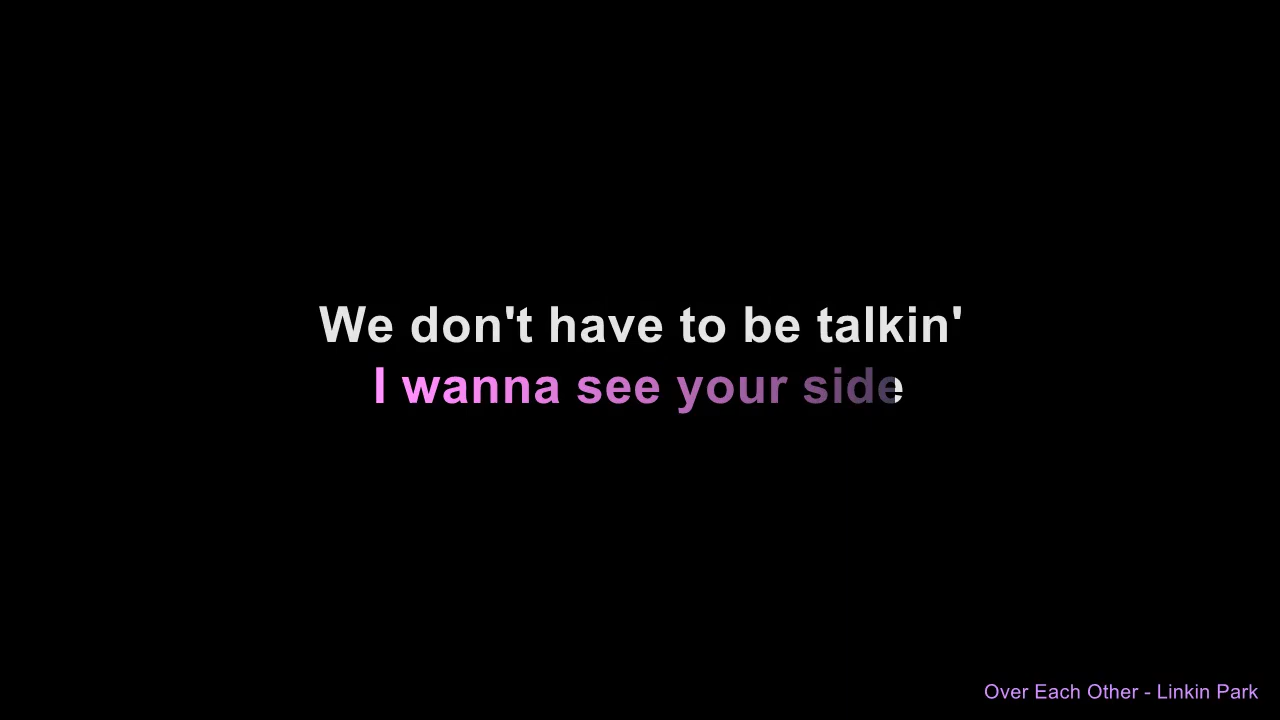 We don't have to be talkin'
I wanna see your side
Over Each Other - Linkin Park